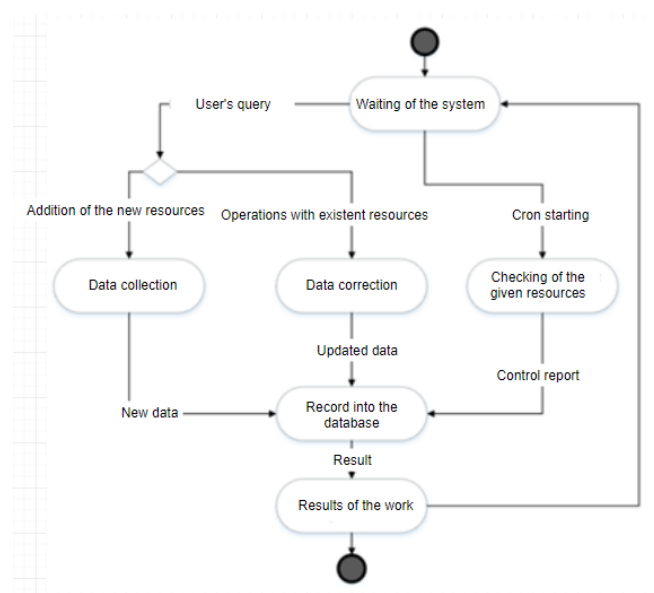 User's query
Waiting of the system
Addition of the new resources
Operations with existent resources
Cron starting
Data collection
Data correction
Checking of the
given resources
Updated data
Control report
New data
Record into the
database
Result
Results of the work